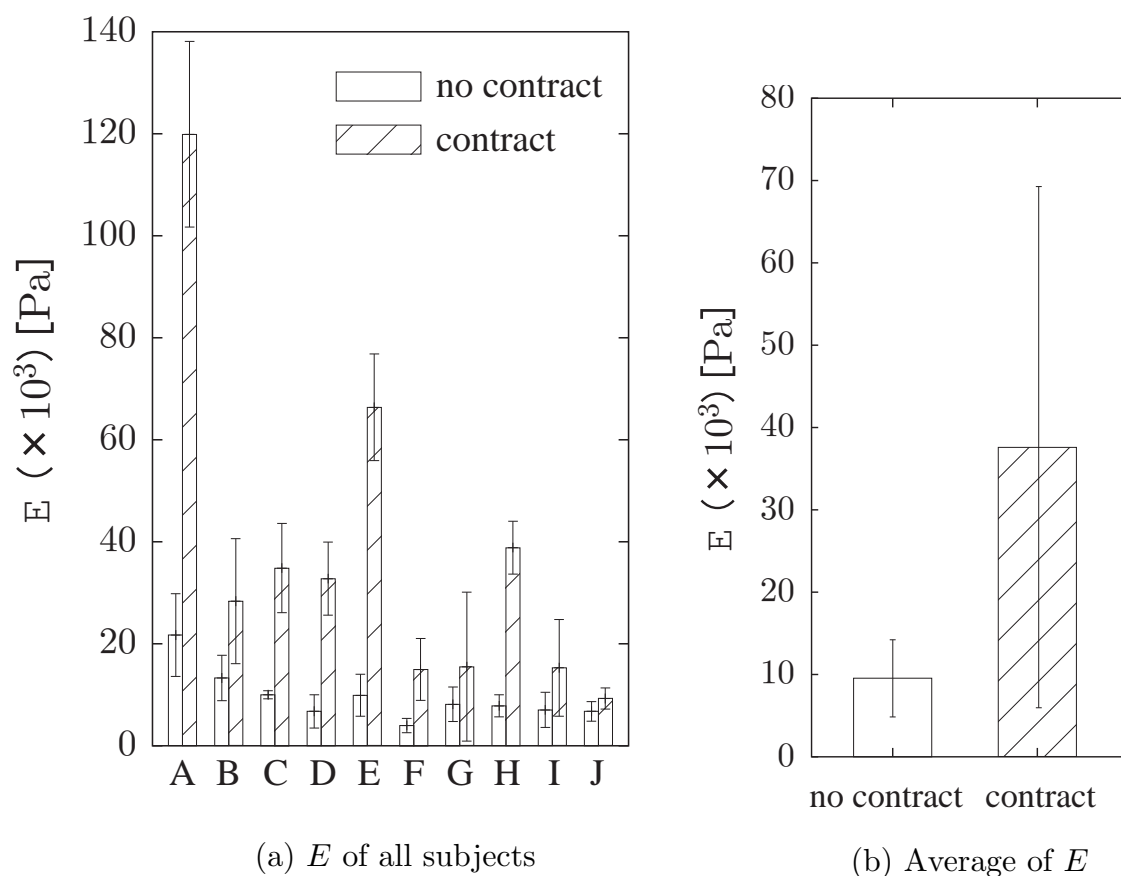 140
120
100
80
60
40
20
0
E (×10³) [Pa]
no contract
contract
A B C D E F G H I J
(a) E of all subjects
80
70
60
50
40
30
20
10
0
E (×10³) [Pa]
no contract contract
(b) Average of E